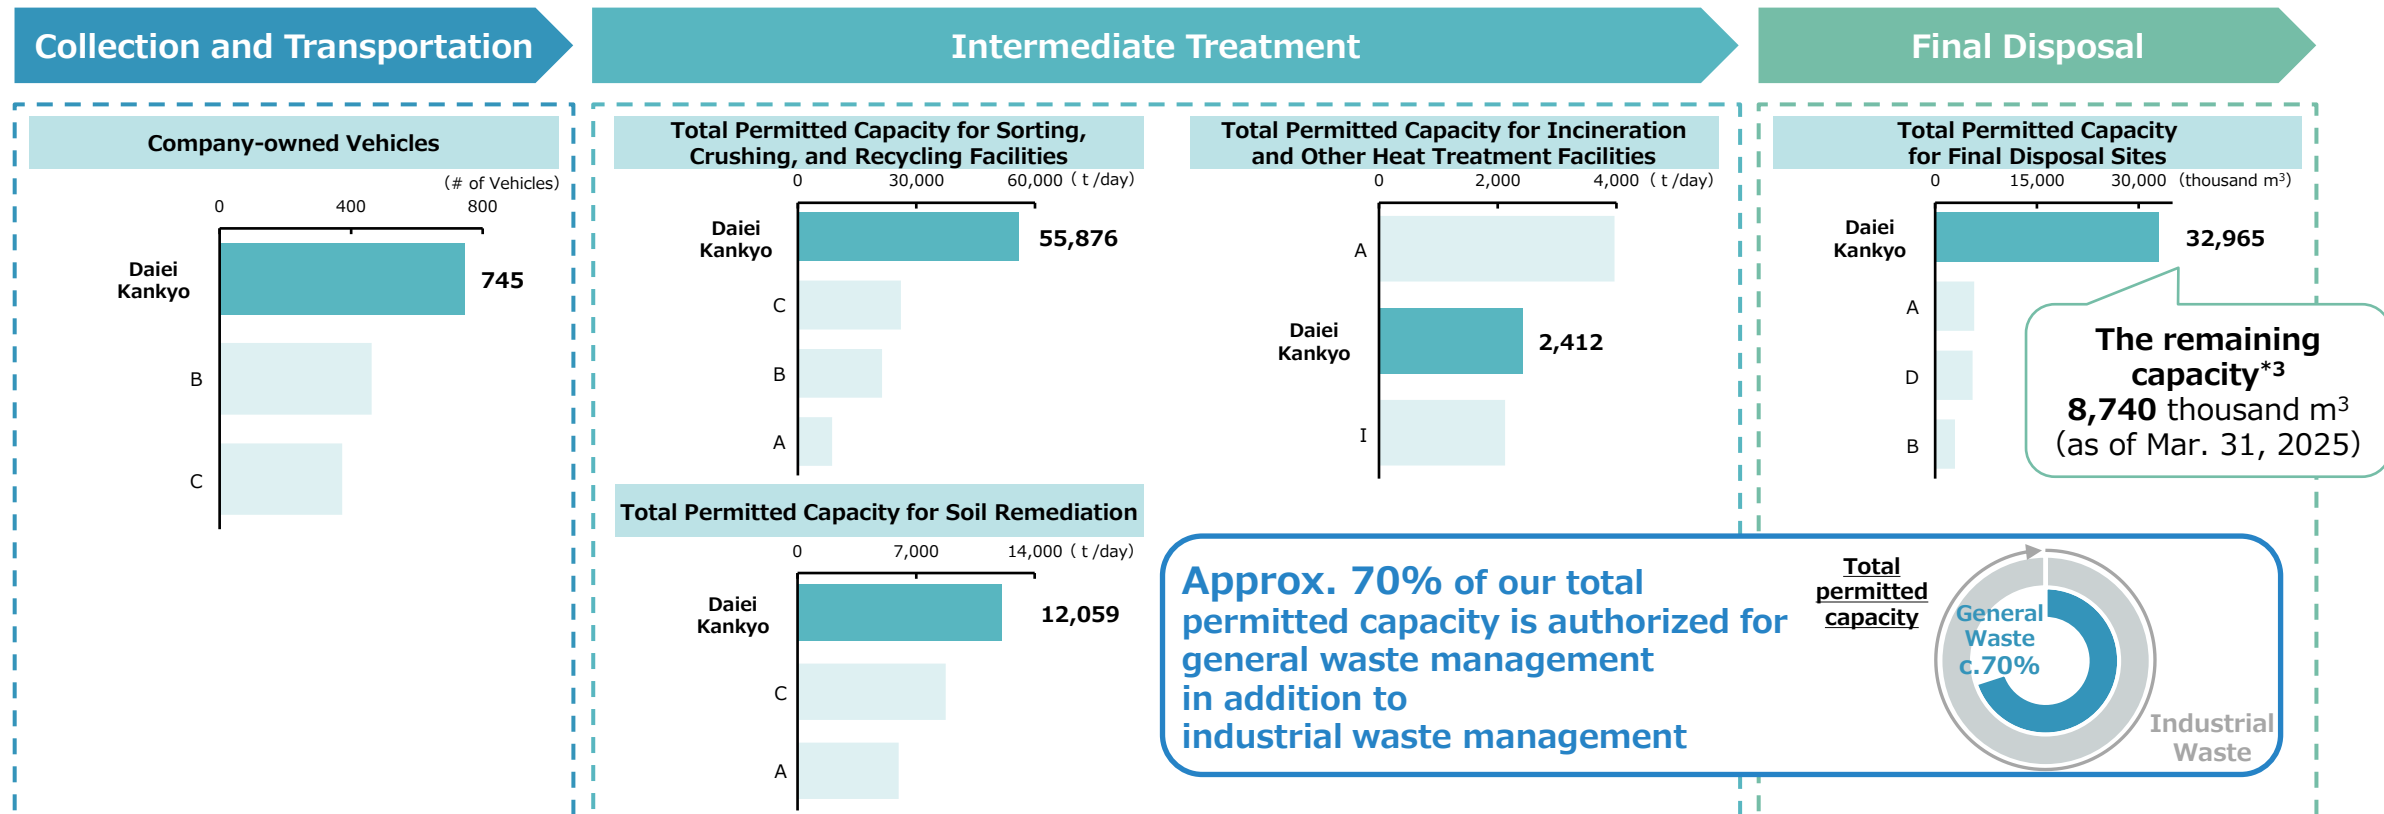 Collection and Transportation
Intermediate Treatment
Final Disposal
Company-owned Vehicles
(# of Vehicles)
0 400 800
Daiei
Kankyo
745
B
C
Total Permitted Capacity for Sorting,
Crushing, and Recycling Facilities
0 30,000 60,000 ( t /day)
Daiei
Kankyo
55,876
C
B
A
Total Permitted Capacity for Soil Remediation
0 7,000 14,000 ( t /day)
Daiei
Kankyo
12,059
C
A
Total Permitted Capacity for Incineration
and Other Heat Treatment Facilities
0 2,000 4,000 ( t /day)
A
Daiei
Kankyo
2,412
I
Total Permitted Capacity
for Final Disposal Sites
0 15,000 30,000 (thousand m³)
Daiei
Kankyo
32,965
A
D
B
The remaining
capacity*3
8,740 thousand m³
(as of Mar. 31, 2025)
Approx. 70% of our total
permitted capacity is authorized for
general waste management
in addition to
industrial waste management
Total
permitted
capacity
General
Waste
c.70%
Industrial
Waste